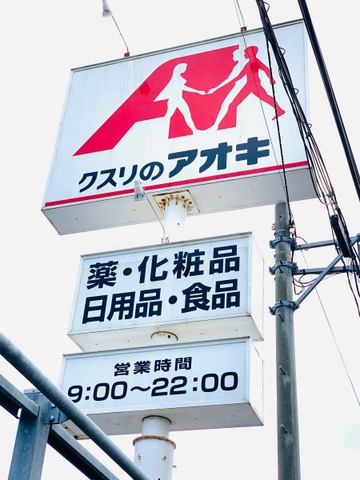 クスリのアオキ
薬・化粧品
日用品・食品
営業時間
9:00〜22:00